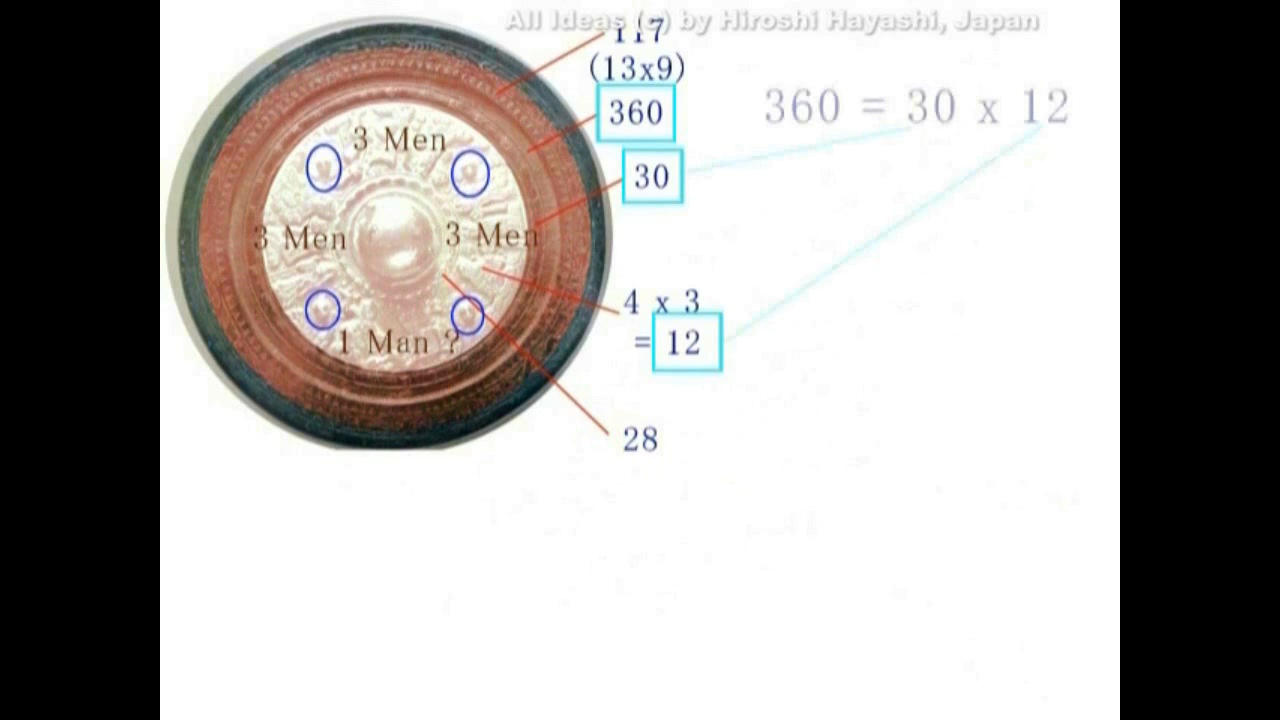 All Ideas (c) by Hiroshi Hayashi, Japan
117
(13x9)
360
360 = 30 x 12
30
3 Men
3 Men
3 Men
4 x 3
= 12
1 Man ?
28